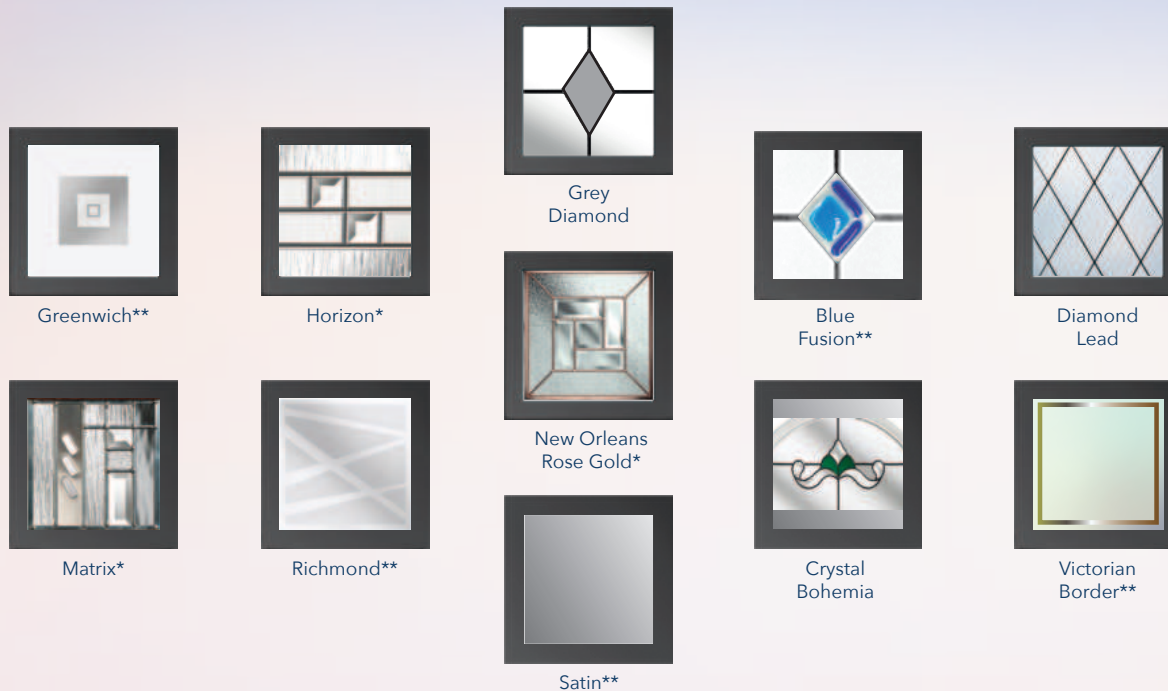 Grey
Diamond
Greenwich**
Horizon*
Blue
Fusion**
Diamond
Lead
New Orleans
Rose Gold*
Matrix*
Richmond**
Crystal
Bohemia
Victorian
Border**
Satin**